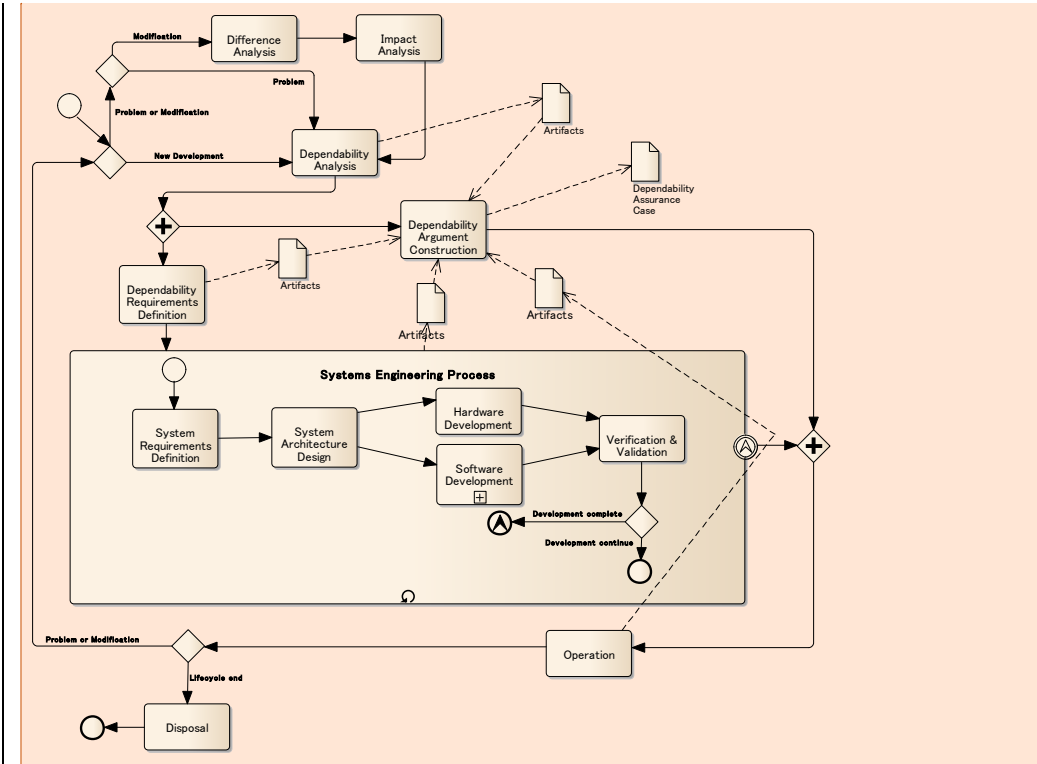 Modification
Difference
Analysis
Impact
Analysis
Problem
Problem or Modification
Artifacts
New Development
Dependability
Analysis
Dependability
Assurance
Case
Dependability
Argument
Construction
Artifacts
Dependability
Requirements
Definition
Artifacts
Artifacts
Systems Engineering Process
System
Requirements
Definition
System
Architecture
Design
Hardware
Development
Software
Development
Verification &
Validation
Development complete
Development continue
Problem or Modification
Operation
Lifecycle end
Disposal